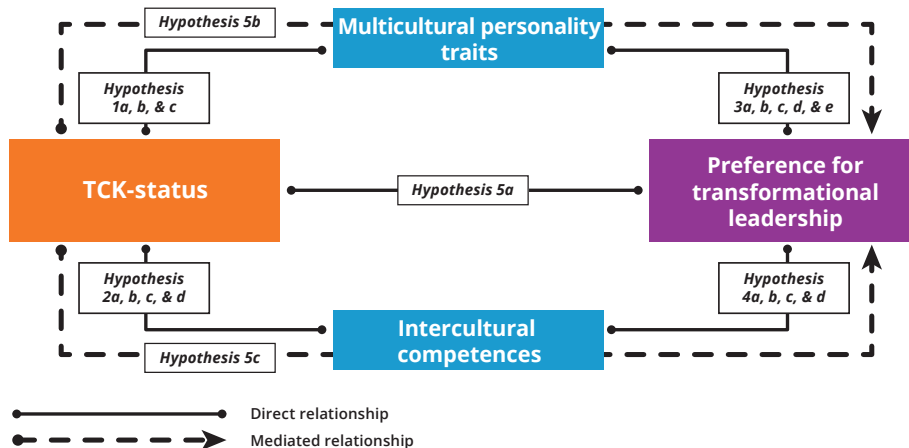 Hypothesis 5b
Multicultural personality
traits
Hypothesis
1a, b, & c
Hypothesis
3a, b, c, d, & e
TCK-status
Hypothesis 5a
Preference for
transformational
leadership
Hypothesis
2a, b, c, & d
Hypothesis
4a, b, c, & d
Intercultural
competences
Hypothesis 5c
Direct relationship
Mediated relationship